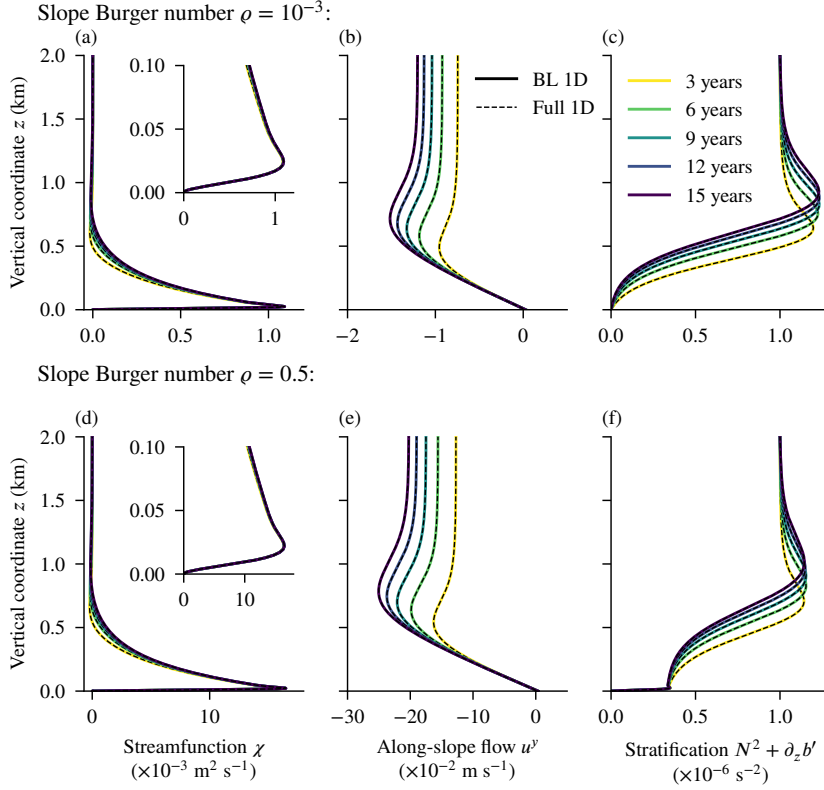 Slope Burger number ϱ = 10⁻³:
(a)
(b)
(c)
Vertical coordinate z (km)
2.0
1.5
1.0
0.5
0.0
0.10
0.05
0.00
0 1
0.0 0.5 1.0
BL 1D
Full 1D
−2 −1 0
3 years
6 years
9 years
12 years
15 years
0.0 0.5 1.0
Slope Burger number ϱ = 0.5:
(d)
(e)
(f)
Vertical coordinate z (km)
2.0
1.5
1.0
0.5
0.0
0.10
0.05
0.00
0 10
0 10
−30 −20 −10 0
0.0 0.5 1.0
Streamfunction χ
(×10⁻³ m² s⁻¹)
Along-slope flow uʸ
(×10⁻² m s⁻¹)
Stratification N² + ∂_z b′
(×10⁻⁶ s⁻²)